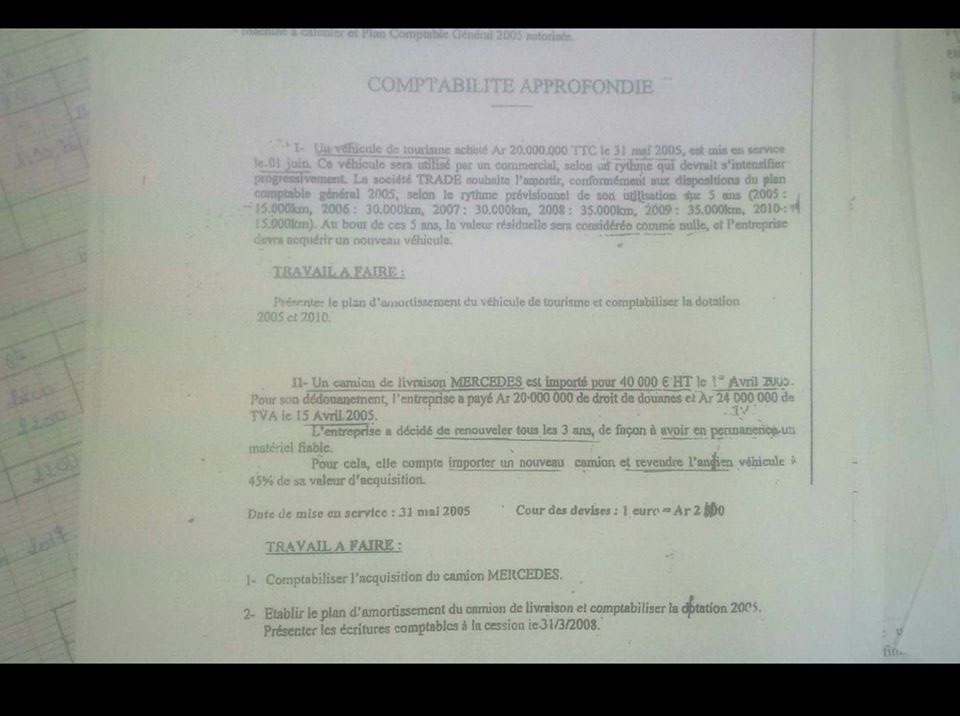 machine à calculer et Plan Comptable Général 2005 autorisés.
COMPTABILITE APPROFONDIE
I- Un véhicule de tourisme acheté Ar 20.000.000 TTC le 31 mai 2005, est mis en service
le 01 juin. Ce véhicule sera utilisé par un commercial, selon un rythme qui devrait s'intensifier
progressivement. La société TRADE souhaite l'amortir, conformément aux dispositions du plan
comptable général 2005, selon le rythme prévisionnel de son utilisation sur 5 ans (2005 :
15.000km, 2006 : 30.000km, 2007 : 30.000km, 2008 : 35.000km, 2009 : 35.000km, 2010 :
15.000km). Au bout de ces 5 ans, la valeur résiduelle sera considérée comme nulle, et l'entreprise
devra acquérir un nouveau véhicule.
TRAVAIL A FAIRE :
Présenter le plan d'amortissement du véhicule de tourisme et comptabiliser la dotation
2005 et 2010.
II- Un camion de livraison MERCEDES est importé pour 40 000 € HT le 1er Avril 2005.
Pour son dédouanement, l'entreprise a payé Ar 20 000 000 de droit de douanes et Ar 24 000 000 de
TVA le 15 Avril 2005.
L'entreprise a décidé de renouveler tous les 3 ans, de façon à avoir en permanence un
matériel fiable.
Pour cela, elle compte importer un nouveau camion et revendre l'ancien véhicule à
45% de sa valeur d'acquisition.
Date de mise en service : 31 mai 2005 Cour des devises : 1 euro = Ar
TRAVAIL A FAIRE :
1- Comptabiliser l'acquisition du camion MERCEDES.
2- Etablir le plan d'amortissement du camion de livraison et comptabiliser la dotation 2005.
Présenter les écritures comptables à la cession le 31/3/2008.